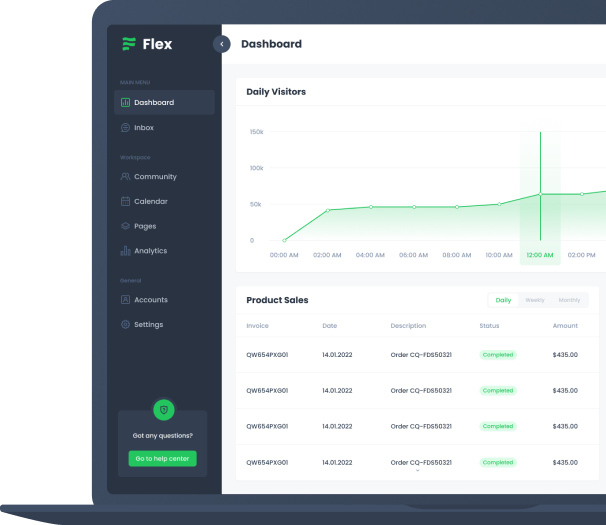 Flex
Dashboard
MAIN MENU
Dashboard
Inbox
Workspace
Community
Calendar
Pages
Analytics
General
Accounts
Settings
Got any questions?
Go to help center
Daily Visitors
150k
100k
50k
0
00:00 AM 02:00 AM 04:00 AM 06:00 AM 08:00 AM 10:00 AM 12:00 AM 02:00 PM
Product Sales
Daily Weekly Monthly
Invoice Date Description Status Amount
QW654PXG01 14.01.2022 Order CQ-FDS50321 Completed $435.00
QW654PXG01 14.01.2022 Order CQ-FDS50321 Completed $435.00
QW654PXG01 14.01.2022 Order CQ-FDS50321 Completed $435.00
QW654PXG01 14.01.2022 Order CQ-FDS50321 Completed $435.00